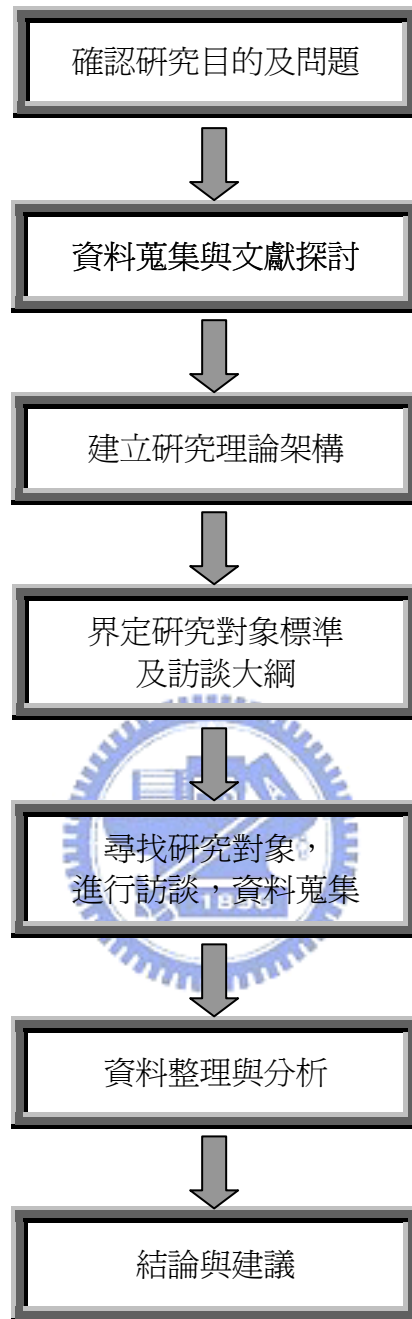 確認研究目的及問題
資料蒐集與文獻探討
建立研究理論架構
界定研究對象標準
及訪談大綱
尋找研究對象，
進行訪談，資料蒐集
資料整理與分析
結論與建議